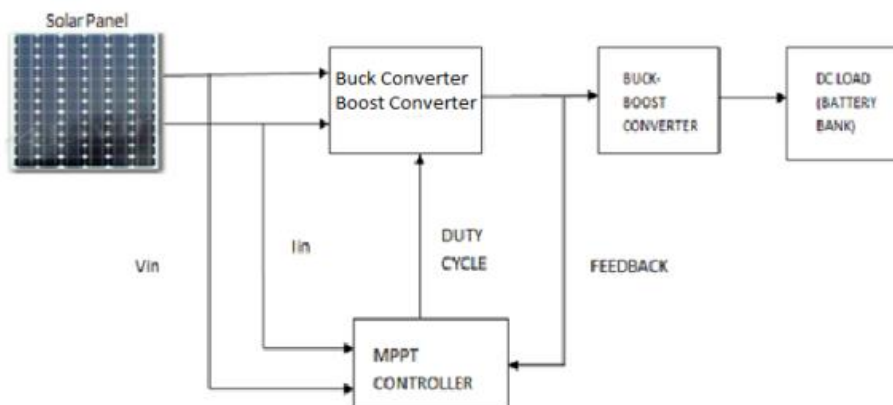 Solar Panel
Buck Converter
Boost Converter
BUCK-
BOOST
CONVERTER
DC LOAD
(BATTERY
BANK)
Vin
Iin
DUTY
CYCLE
FEEDBACK
MPPT
CONTROLLER